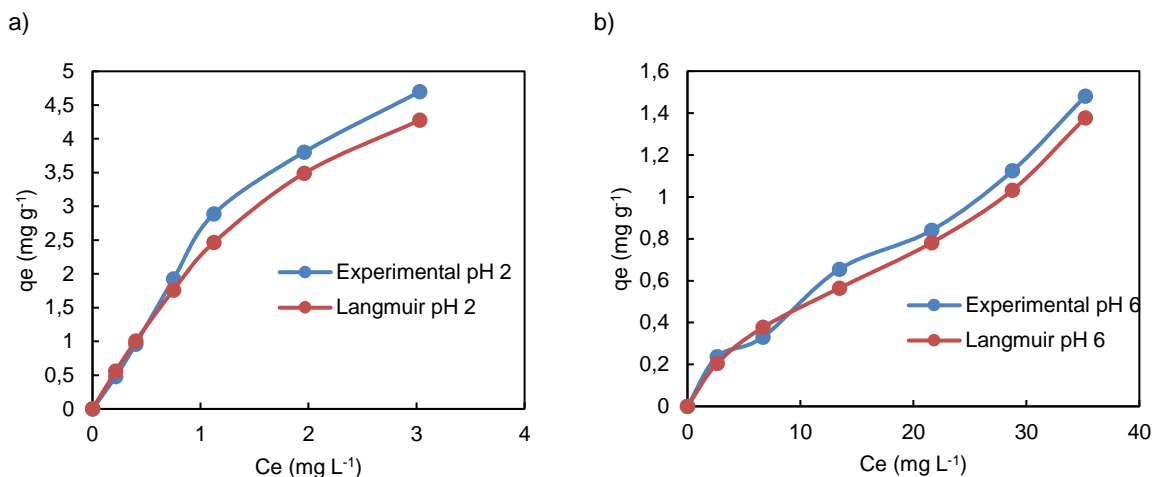 a)
qe (mg g-1)
5
4,5
4
3,5
3
2,5
2
1,5
1
0,5
0
Experimental pH 2
Langmuir pH 2
0 1 2 3 4
Ce (mg L-1)
b)
qe (mg g-1)
1,6
1,4
1,2
1
0,8
0,6
0,4
0,2
0
Experimental pH 6
Langmuir pH 6
0 10 20 30 40
Ce (mg L-1)